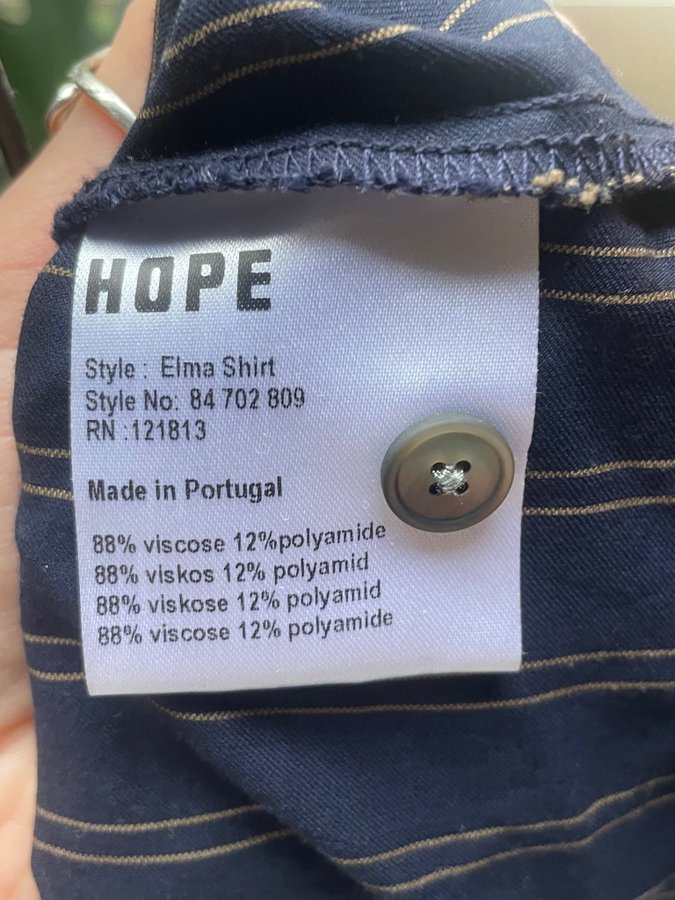 HOPE
Style : Elma Shirt
Style No: 84 702 809
RN :121813
Made in Portugal
88% viscose 12%polyamide
88% viskos 12% polyamid
88% viskose 12% polyamid
88% viscose 12% polyamide